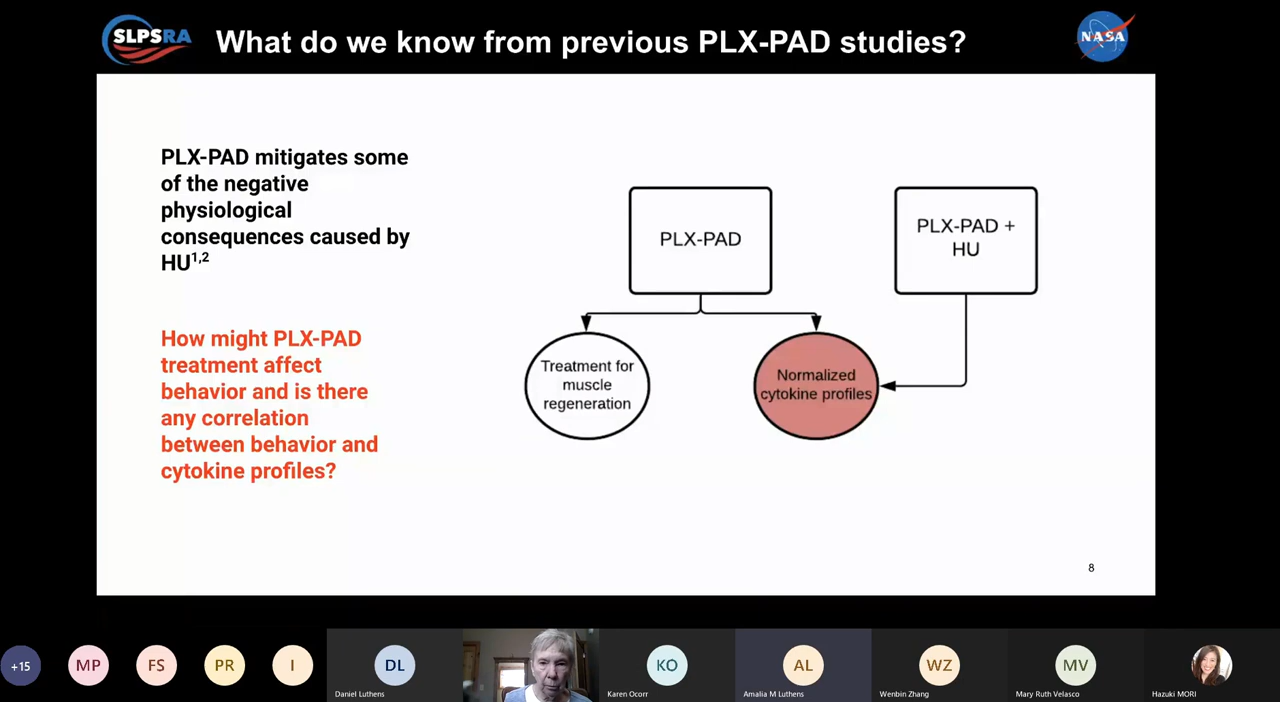 SLPSRA
What do we know from previous PLX-PAD studies?
NASA
PLX-PAD mitigates some
of the negative
physiological
consequences caused by
HU¹˒²
How might PLX-PAD
treatment affect
behavior and is there
any correlation
between behavior and
cytokine profiles?
PLX-PAD
PLX-PAD +
HU
Treatment for
muscle
regeneration
Normalized
cytokine profiles
8
+15
MP
FS
PR
I
DL
Daniel Luthens
KO
Karen Ocorr
AL
Amalia M Luthens
WZ
Wenbin Zhang
MV
Mary Ruth Velasco
Hazuki MORI